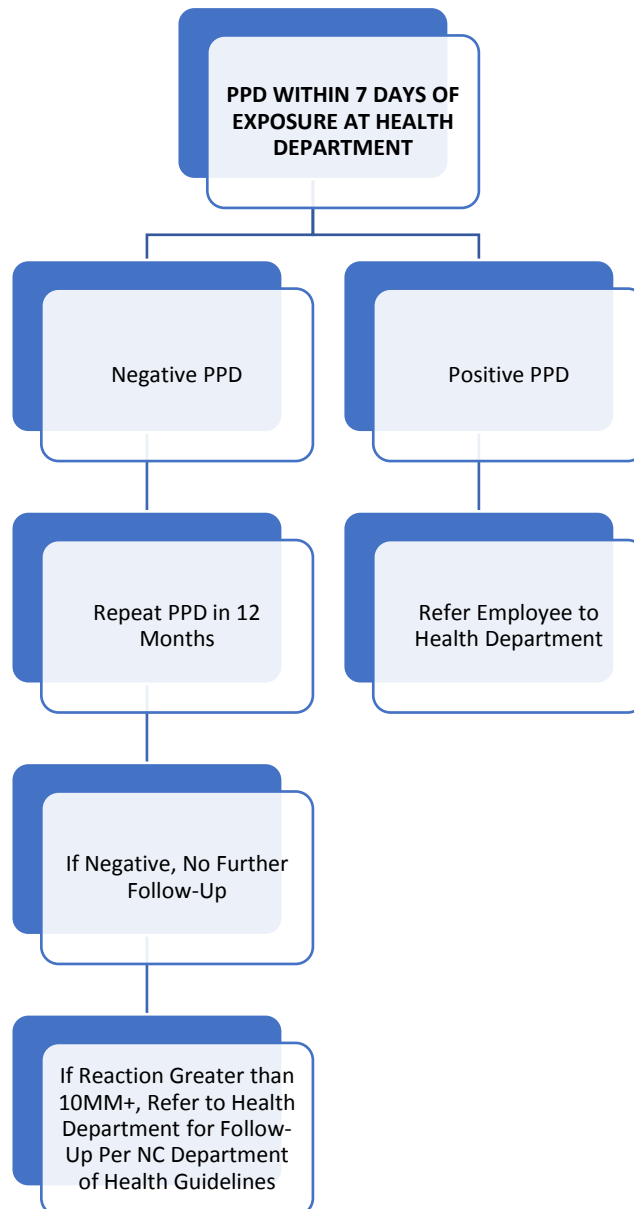 PPD WITHIN 7 DAYS OF
EXPOSURE AT HEALTH
DEPARTMENT
Negative PPD
Positive PPD
Repeat PPD in 12
Months
Refer Employee to
Health Department
If Negative, No Further
Follow-Up
If Reaction Greater than
10MM+, Refer to Health
Department for Follow-
Up Per NC Department
of Health Guidelines